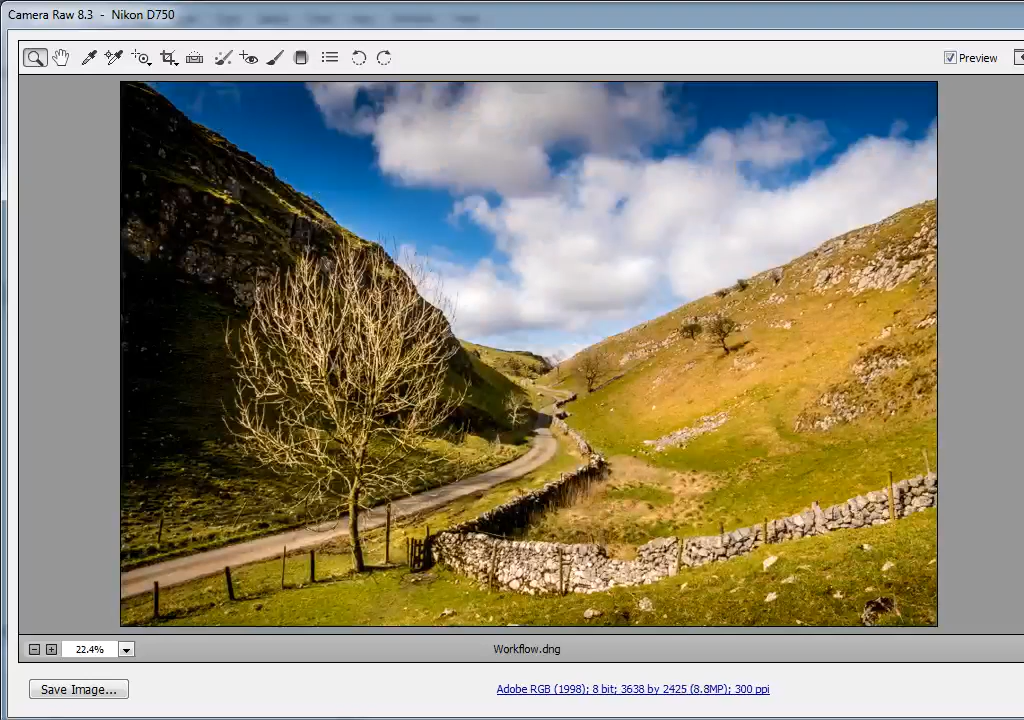 Camera Raw 8.3 - Nikon D750
Preview
22.4%
Workflow.dng
Save Image...
Adobe RGB (1998); 8 bit; 3638 by 2425 (8.8MP); 300 ppi